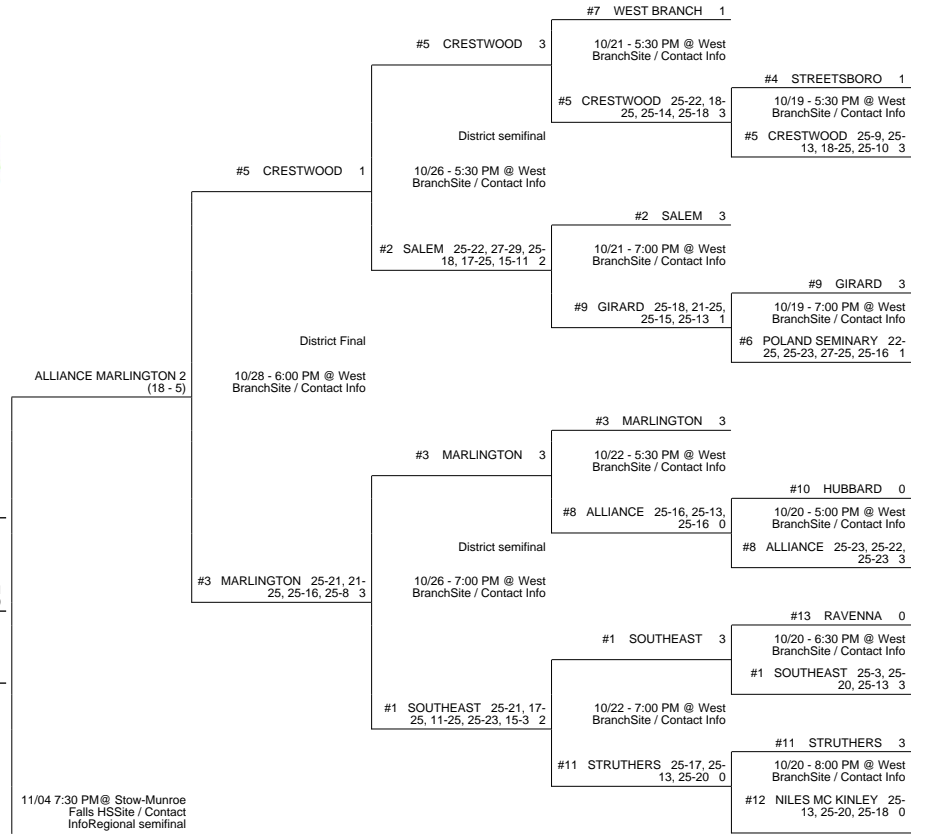 #7 WEST BRANCH 1
10/21 - 5:30 PM @ West
BranchSite / Contact Info
#5 CRESTWOOD 3
#4 STREETSBORO 1
#5 CRESTWOOD 25-22, 18-
25, 25-14, 25-18 3
10/19 - 5:30 PM @ West
BranchSite / Contact Info
#5 CRESTWOOD 25-9, 25-
13, 18-25, 25-10 3
District semifinal
#5 CRESTWOOD 1
10/26 - 5:30 PM @ West
BranchSite / Contact Info
#2 SALEM 3
#2 SALEM 25-22, 27-29, 25-
18, 17-25, 15-11 2
10/21 - 7:00 PM @ West
BranchSite / Contact Info
#9 GIRARD 3
#9 GIRARD 25-18, 21-25,
25-15, 25-13 1
10/19 - 7:00 PM @ West
BranchSite / Contact Info
#6 POLAND SEMINARY 22-
25, 25-23, 27-25, 25-16 1
District Final
ALLIANCE MARLINGTON 2
(18 - 5)
10/28 - 6:00 PM @ West
BranchSite / Contact Info
#3 MARLINGTON 3
#3 MARLINGTON 3
10/22 - 5:30 PM @ West
BranchSite / Contact Info
#10 HUBBARD 0
#8 ALLIANCE 25-16, 25-13,
25-16 0
10/20 - 5:00 PM @ West
BranchSite / Contact Info
#8 ALLIANCE 25-23, 25-22,
25-23 3
District semifinal
#3 MARLINGTON 25-21, 21-
25, 25-16, 25-8 3
10/26 - 7:00 PM @ West
BranchSite / Contact Info
#13 RAVENNA 0
#1 SOUTHEAST 3
10/20 - 6:30 PM @ West
BranchSite / Contact Info
#1 SOUTHEAST 25-3, 25-
20, 25-13 3
#1 SOUTHEAST 25-21, 17-
25, 11-25, 25-23, 15-3 2
10/22 - 7:00 PM @ West
BranchSite / Contact Info
#11 STRUTHERS 3
#11 STRUTHERS 25-17, 25-
13, 25-20 0
10/20 - 8:00 PM @ West
BranchSite / Contact Info
#12 NILES MC KINLEY 25-
13, 25-20, 25-18 0
11/04 7:30 PM@ Stow-Munroe
Falls HSSite / Contact
InfoRegional semifinal